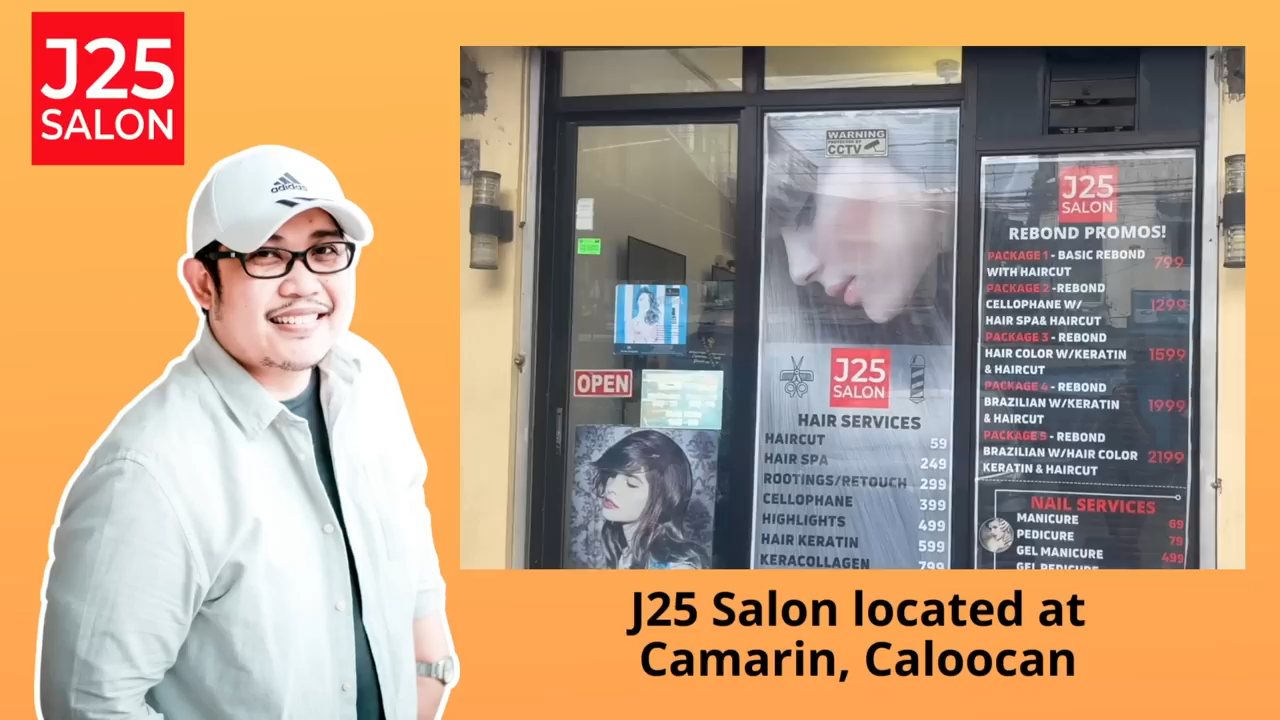 J25
SALON
adidas
WARNING
PROTECTED BY
CCTV
OPEN
J25
SALON
HAIR SERVICES
HAIRCUT 59
HAIR SPA 249
ROOTINGS/RETOUCH 299
CELLOPHANE 399
HIGHLIGHTS 499
HAIR KERATIN 599
KERACOLLAGEN 799
J25
SALON
REBOND PROMOS!
PACKAGE 1 - BASIC REBOND
WITH HAIRCUT 799
PACKAGE 2 -REBOND
CELLOPHANE W/ 1299
HAIR SPA& HAIRCUT
PACKAGE 3 - REBOND
HAIR COLOR W/KERATIN 1599
& HAIRCUT
PACKAGE 4 -REBOND
BRAZILIAN W/KERATIN 1999
& HAIRCUT
PACKAGE 5 - REBOND
BRAZILIAN W/HAIR COLOR 2199
KERATIN & HAIRCUT
NAIL SERVICES
MANICURE 69
PEDICURE 79
GEL MANICURE 499
GEL PEDICURE
J25 Salon located at
Camarin, Caloocan